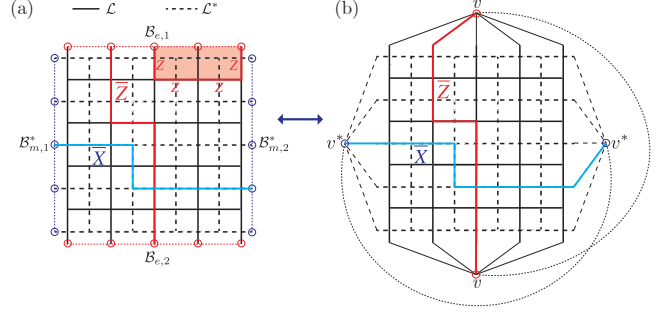 (a) ℒ ℒ* (b)
ℬ_{e,1} v
Z Z
Z̅ Z Z Z̅
ℬ*_{m,1} ℬ*_{m,2} v* v*
X̅ X̅
ℬ_{e,2} v